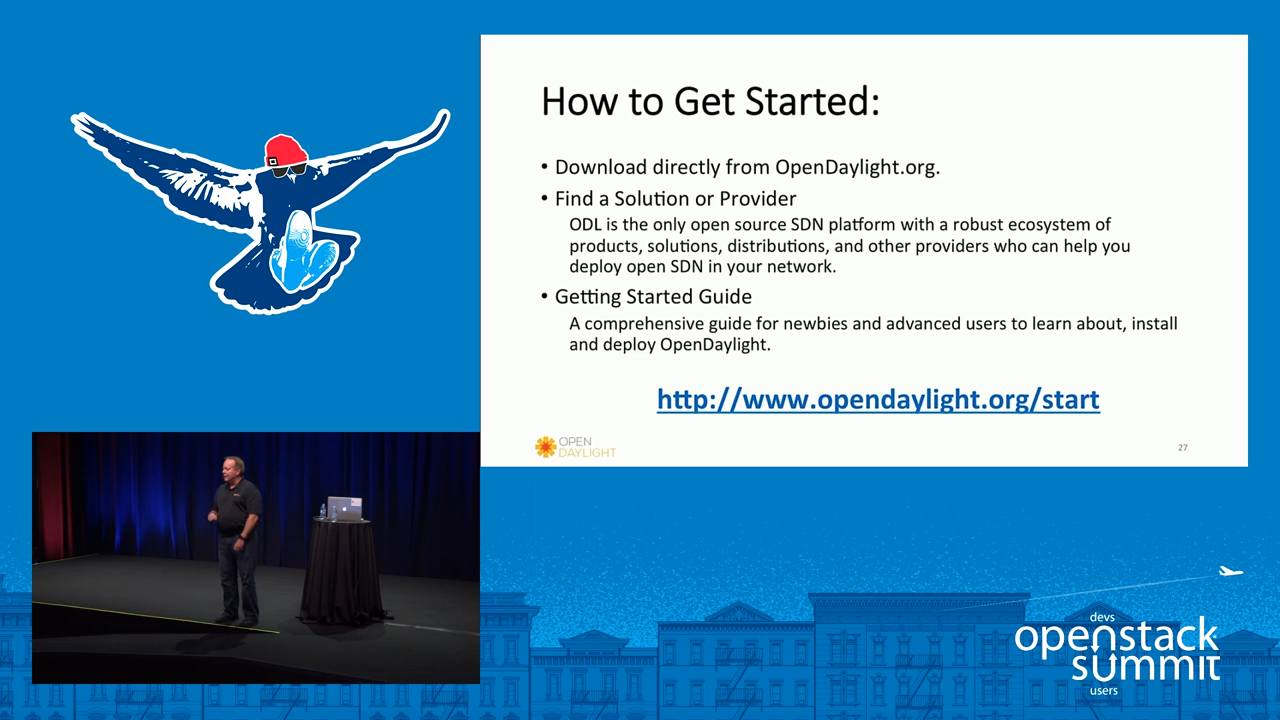 How to Get Started:
• Download directly from OpenDaylight.org.
• Find a Solution or Provider
ODL is the only open source SDN platform with a robust ecosystem of
products, solutions, distributions, and other providers who can help you
deploy open SDN in your network.
• Getting Started Guide
A comprehensive guide for newbies and advanced users to learn about, install
and deploy OpenDaylight.
http://www.opendaylight.org/start
OPEN
DAYLIGHT
27
devs
openstack
summit
users